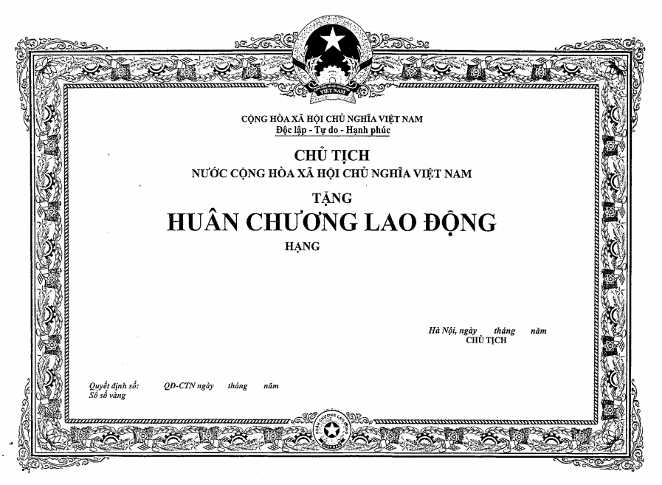 VIỆT NAM
CỘNG HÒA XÃ HỘI CHỦ NGHĨA VIỆT NAM
Độc lập - Tự do - Hạnh phúc
CHỦ TỊCH
NƯỚC CỘNG HÒA XÃ HỘI CHỦ NGHĨA VIỆT NAM
TẶNG
HUÂN CHƯƠNG LAO ĐỘNG
HẠNG
Hà Nội, ngày tháng năm
CHỦ TỊCH
Quyết định số: QĐ-CTN ngày tháng năm
Số sổ vàng